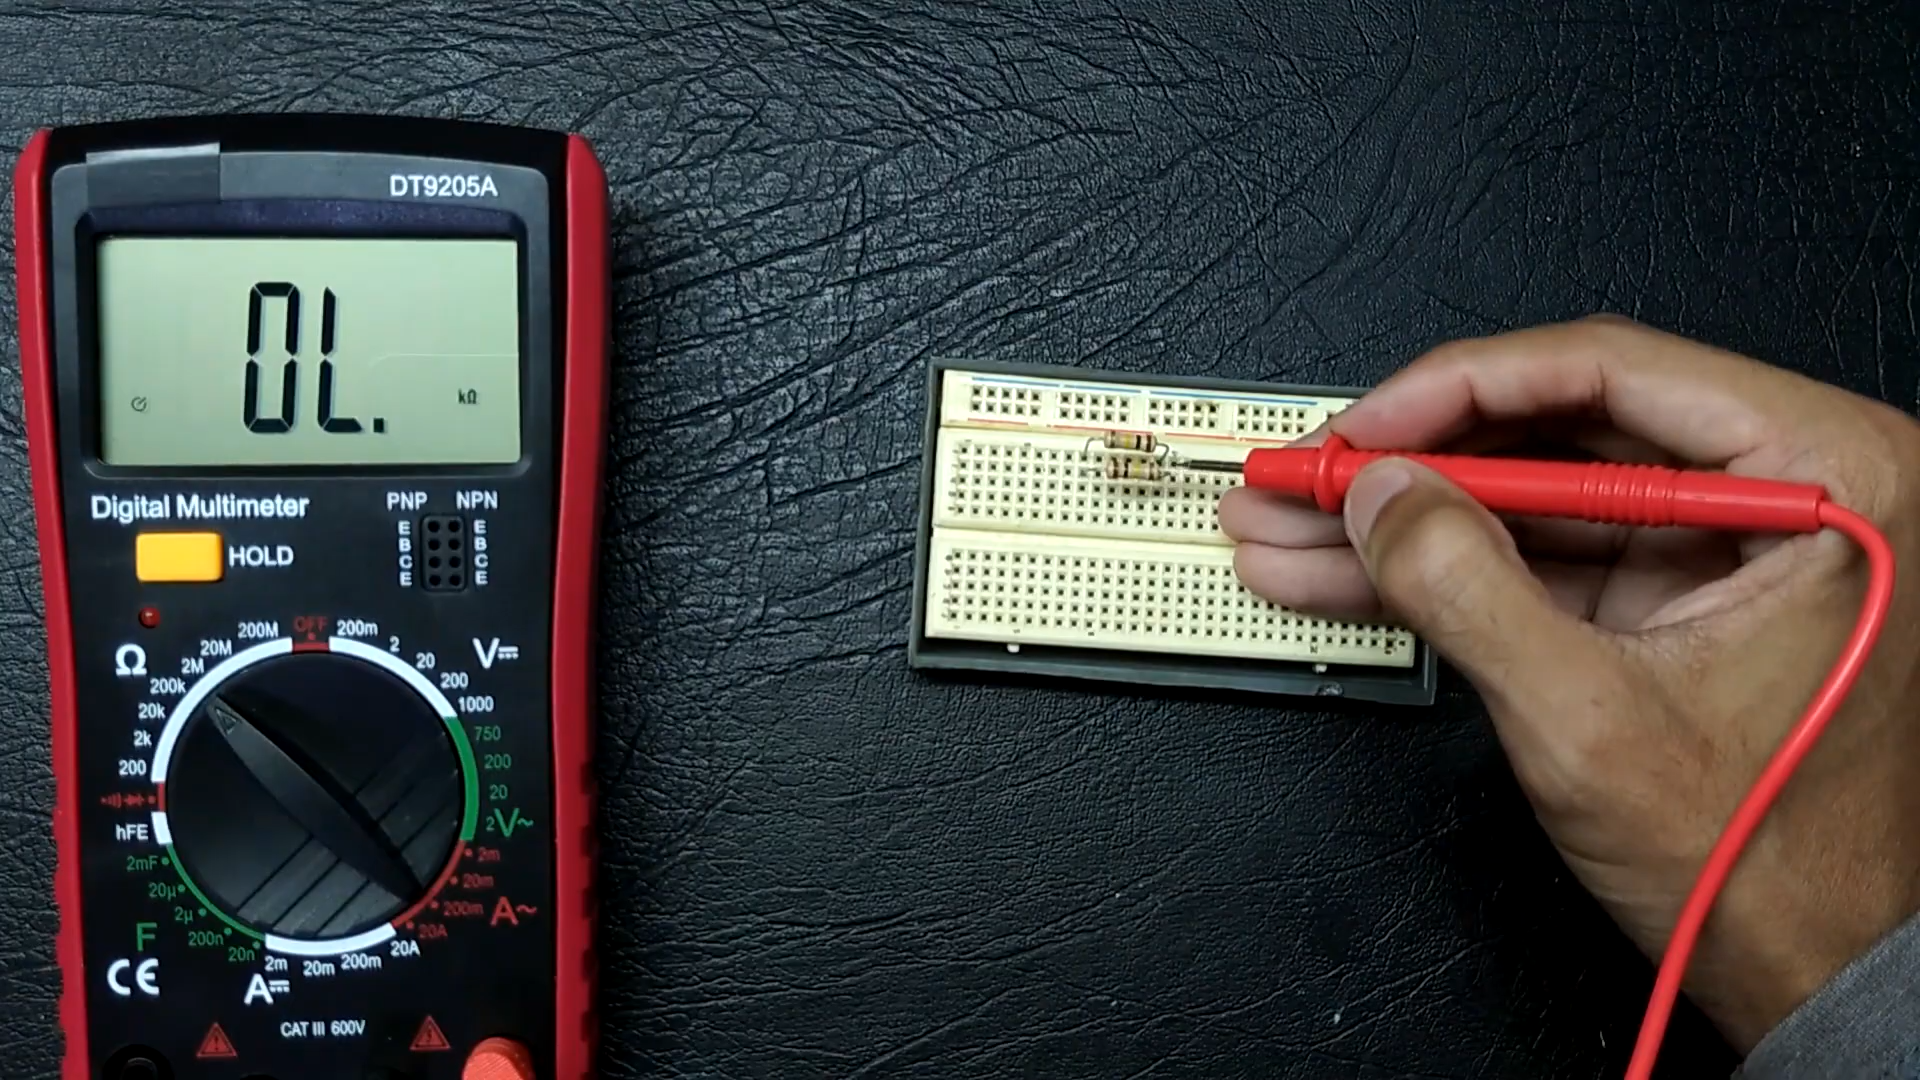 DT9205A
OL.
kΩ
Digital Multimeter
PNP NPN
HOLD
E E
B B
C C
E E
OFF
200M 200m
20M 2
2M 20
Ω V⎓
200k 200
20k 1000
2k 750
200 200
20
hFE 2 V~
2mF 2m
20µ 20m
2µ 200m A~
F 200n 20A
20n 20A
2m 20m 200m
CE
A⎓
CAT III 600V